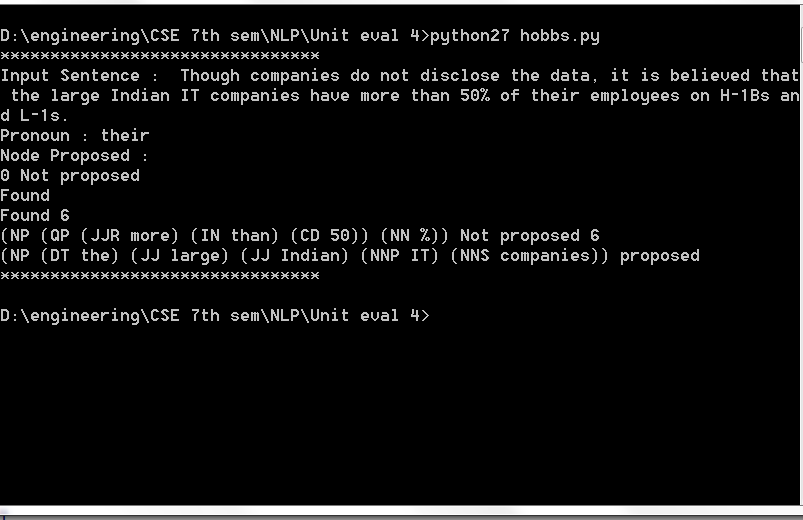 D:\engineering\CSE 7th sem\NLP\Unit eval 4>python27 hobbs.py
********************************
Input Sentence :  Though companies do not disclose the data, it is believed that
 the large Indian IT companies have more than 50% of their employees on H-1Bs an
d L-1s.
Pronoun : their
Node Proposed :
0 Not proposed
Found
Found 6
(NP (QP (JJR more) (IN than) (CD 50)) (NN %)) Not proposed 6
(NP (DT the) (JJ large) (JJ Indian) (NNP IT) (NNS companies)) proposed
********************************
D:\engineering\CSE 7th sem\NLP\Unit eval 4>